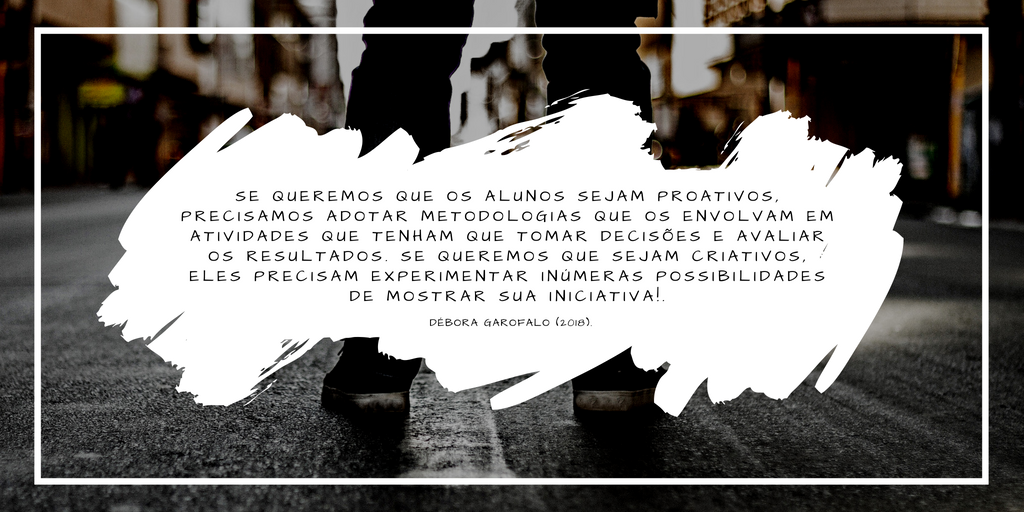 SE QUEREMOS QUE OS ALUNOS SEJAM PROATIVOS,
PRECISAMOS ADOTAR METODOLOGIAS QUE OS ENVOLVAM EM
ATIVIDADES QUE TENHAM QUE TOMAR DECISÕES E AVALIAR
OS RESULTADOS. SE QUEREMOS QUE SEJAM CRIATIVOS,
ELES PRECISAM EXPERIMENTAR INÚMERAS POSSIBILIDADES
DE MOSTRAR SUA INICIATIVA!.
DÉBORA GAROFALO (2018).